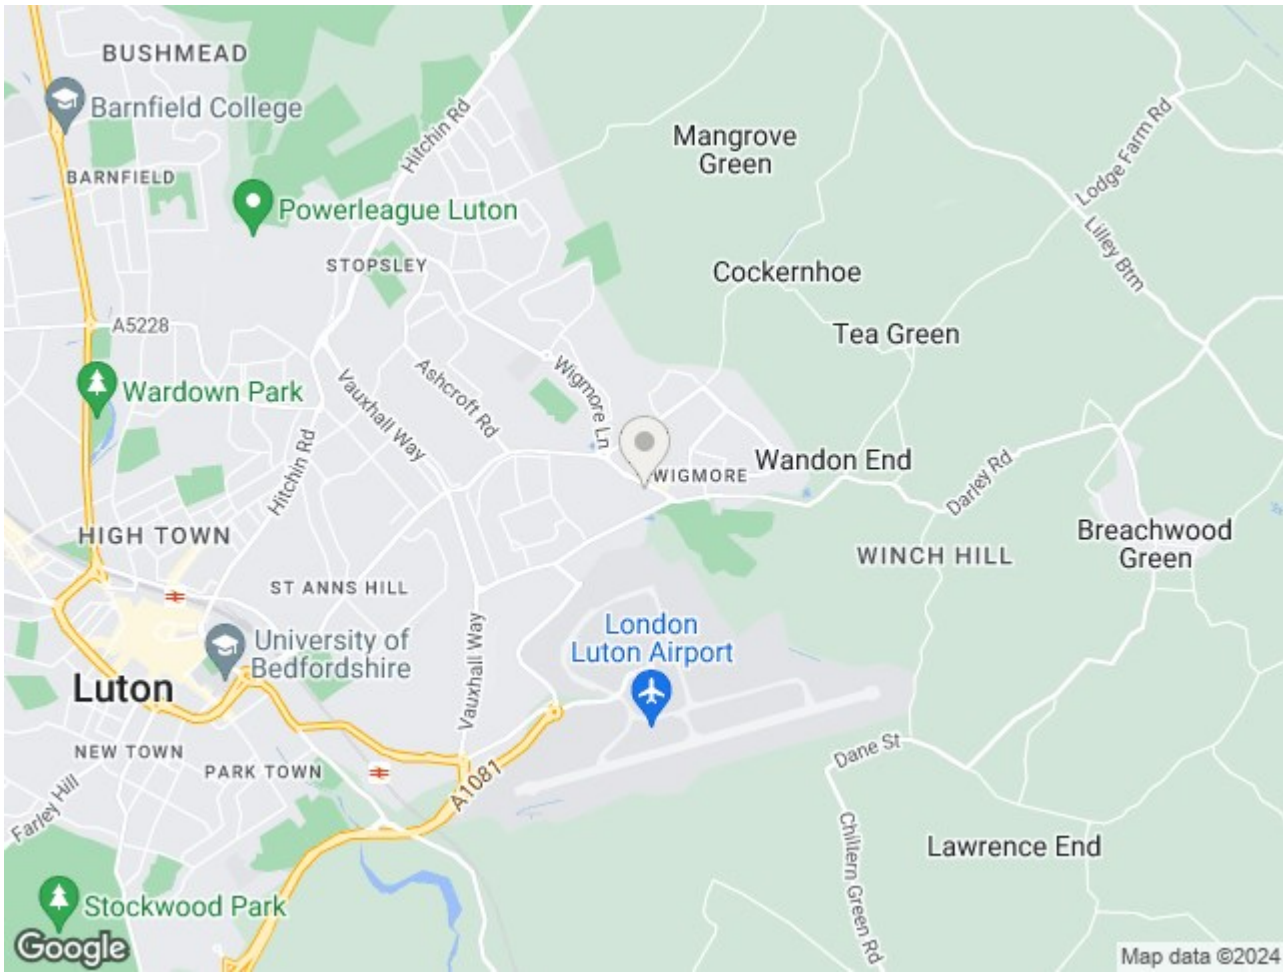 BUSHMEAD
Barnfield College
Hitchin Rd
Mangrove
Green
Lodge Farm Rd
BARNFIELD
Powerleague Luton
Lilley Btm
STOPSLEY
Cockernhoe
A5228
Tea Green
Wardown Park
Vauxhall Way
Ashcroft Rd
Wigmore Ln
Hitchin Rd
WIGMORE
Wandon End
Darley Rd
HIGH TOWN
Breachwood
Green
WINCH HILL
ST ANNS HILL
University of
Bedfordshire
Vauxhall Way
London
Luton Airport
Luton
NEW TOWN
PARK TOWN
Dane St
A1081
Farley Hill
Chiltern Green Rd
Lawrence End
Stockwood Park
Google
Map data ©2024